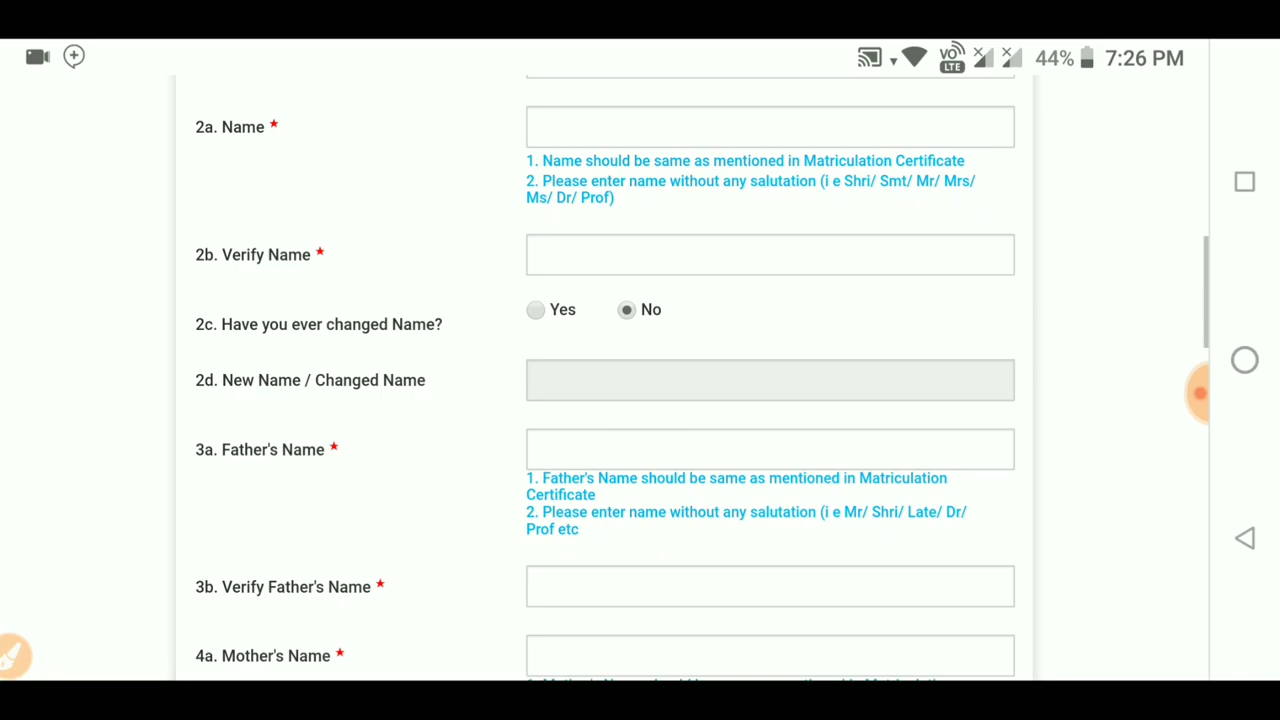 VO LTE 44% 7:26 PM
2a. Name *
1. Name should be same as mentioned in Matriculation Certificate
2. Please enter name without any salutation (i e Shri/ Smt/ Mr/ Mrs/
Ms/ Dr/ Prof)
2b. Verify Name *
Yes No
2c. Have you ever changed Name?
2d. New Name / Changed Name
3a. Father's Name *
1. Father's Name should be same as mentioned in Matriculation
Certificate
2. Please enter name without any salutation (i e Mr/ Shri/ Late/ Dr/
Prof etc
3b. Verify Father's Name *
4a. Mother's Name *